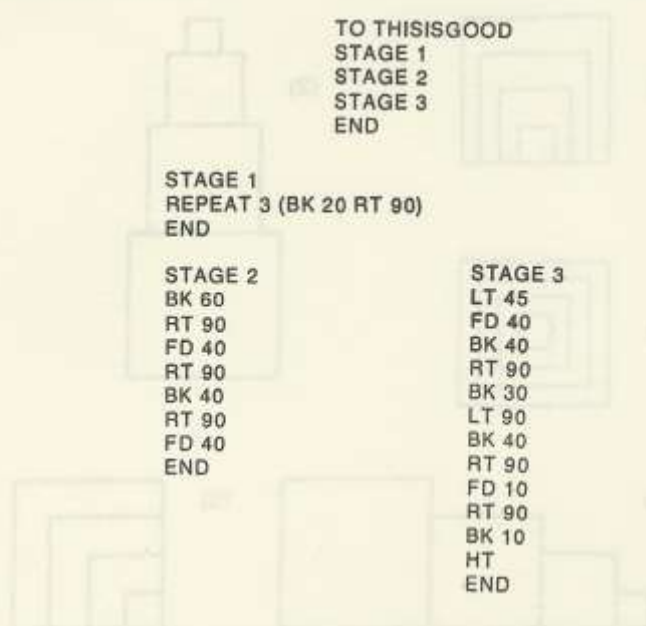 TO THISISGOOD
STAGE 1
STAGE 2
STAGE 3
END
STAGE 1
REPEAT 3 (BK 20 RT 90)
END
STAGE 2
BK 60
RT 90
FD 40
RT 90
BK 40
RT 90
FD 40
END
STAGE 3
LT 45
FD 40
BK 40
RT 90
BK 30
LT 90
BK 40
RT 90
FD 10
RT 90
BK 10
HT
END